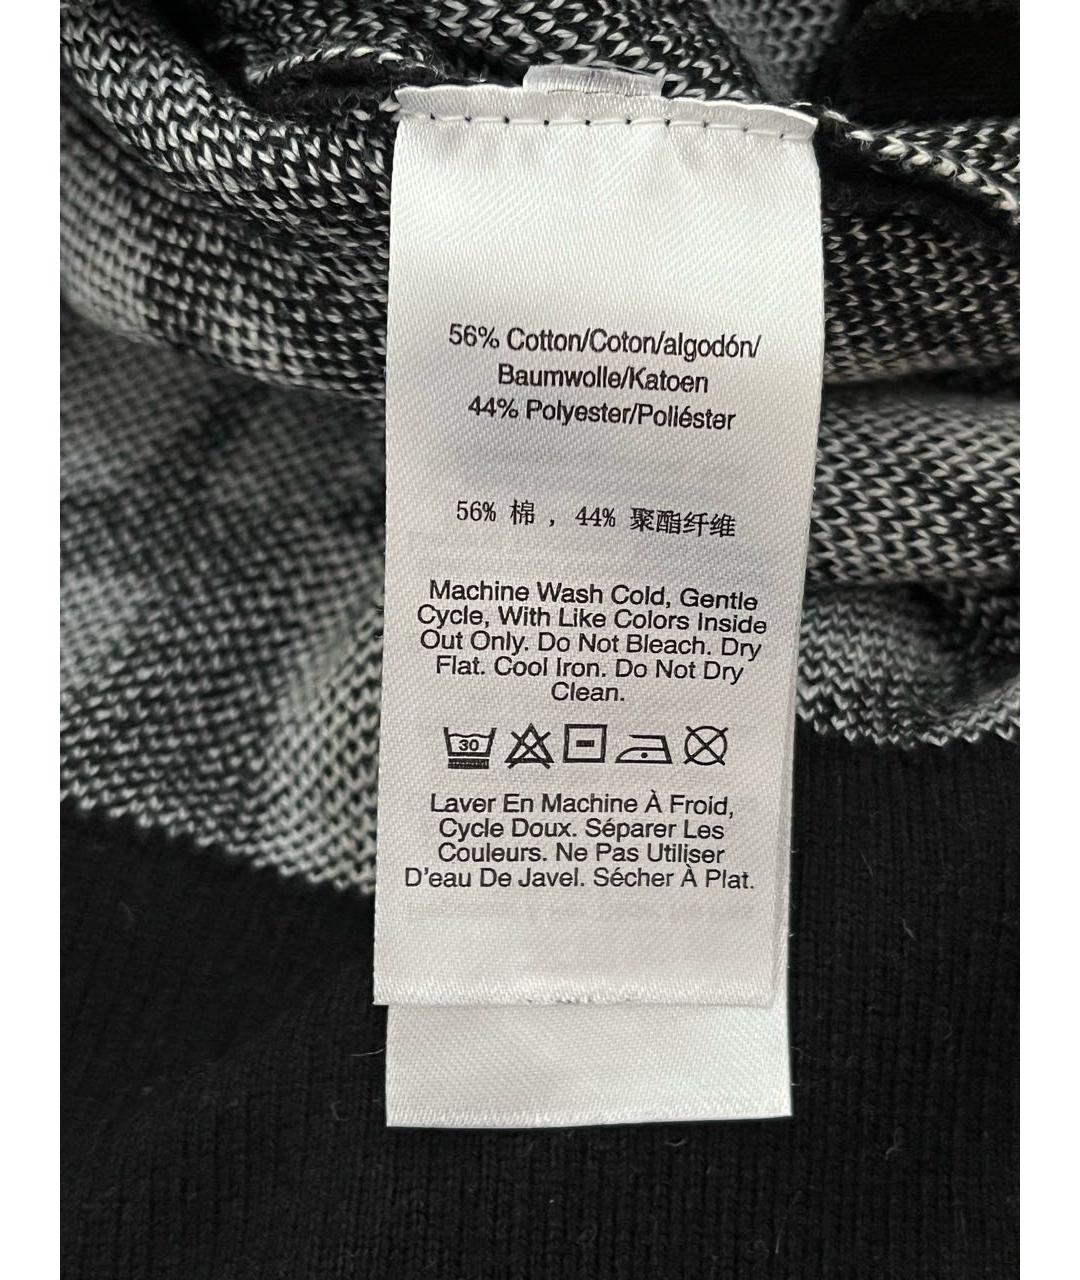 56% Cotton/Coton/algodón/
Baumwolle/Katoen
44% Polyester/Poliéster
56% 棉 , 44% 聚酯纤维
Machine Wash Cold, Gentle
Cycle, With Like Colors Inside
Out Only. Do Not Bleach. Dry
Flat. Cool Iron. Do Not Dry
Clean.
30
Laver En Machine À Froid,
Cycle Doux. Séparer Les
Couleurs. Ne Pas Utiliser
D'eau De Javel. Sécher À Plat.